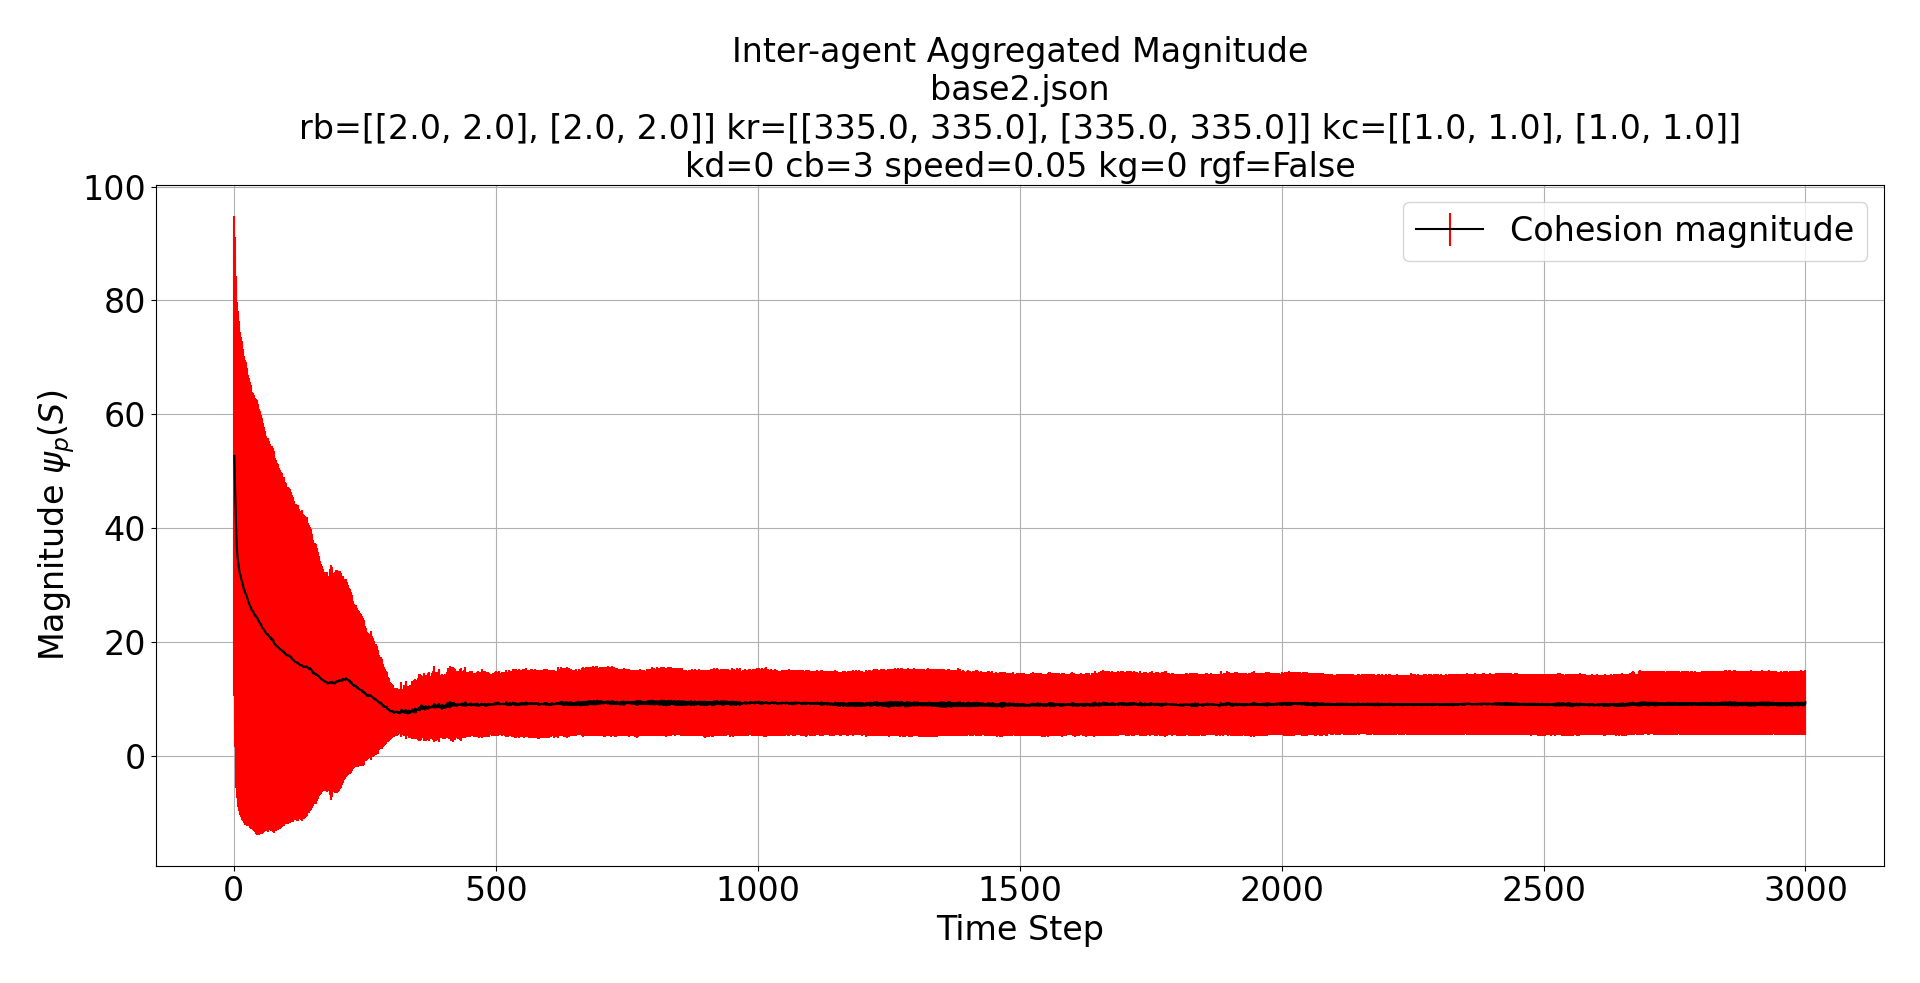 Inter-agent Aggregated Magnitude
base2.json
rb=[[2.0, 2.0], [2.0, 2.0]] kr=[[335.0, 335.0], [335.0, 335.0]] kc=[[1.0, 1.0], [1.0, 1.0]]
kd=0 cb=3 speed=0.05 kg=0 rgf=False
Cohesion magnitude
Magnitude ψ_p(S)
100
80
60
40
20
0
0 500 1000 1500 2000 2500 3000
Time Step